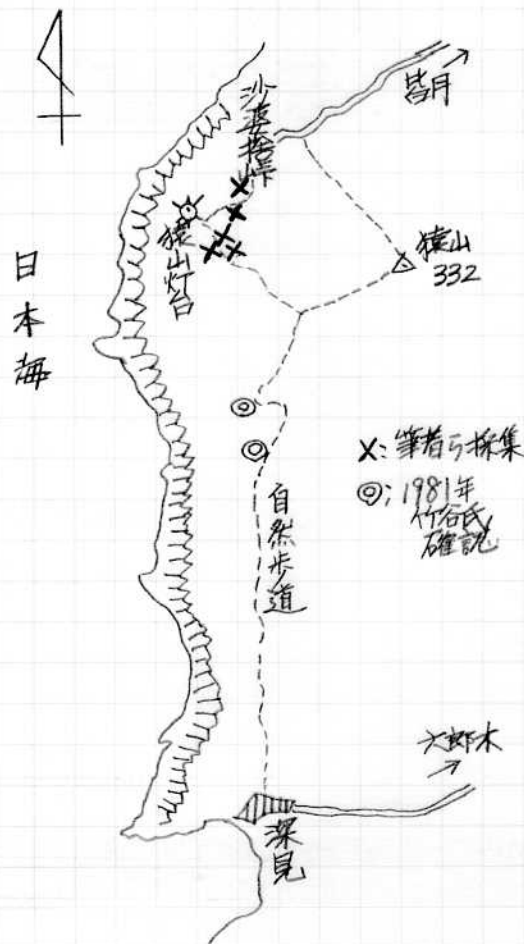 皆月
沙婆捨峠
猿山灯台
猿山
332
日本海
×:筆者ら採集
◎;1981年
竹谷氏
確認
自然歩道
六郎木
深見